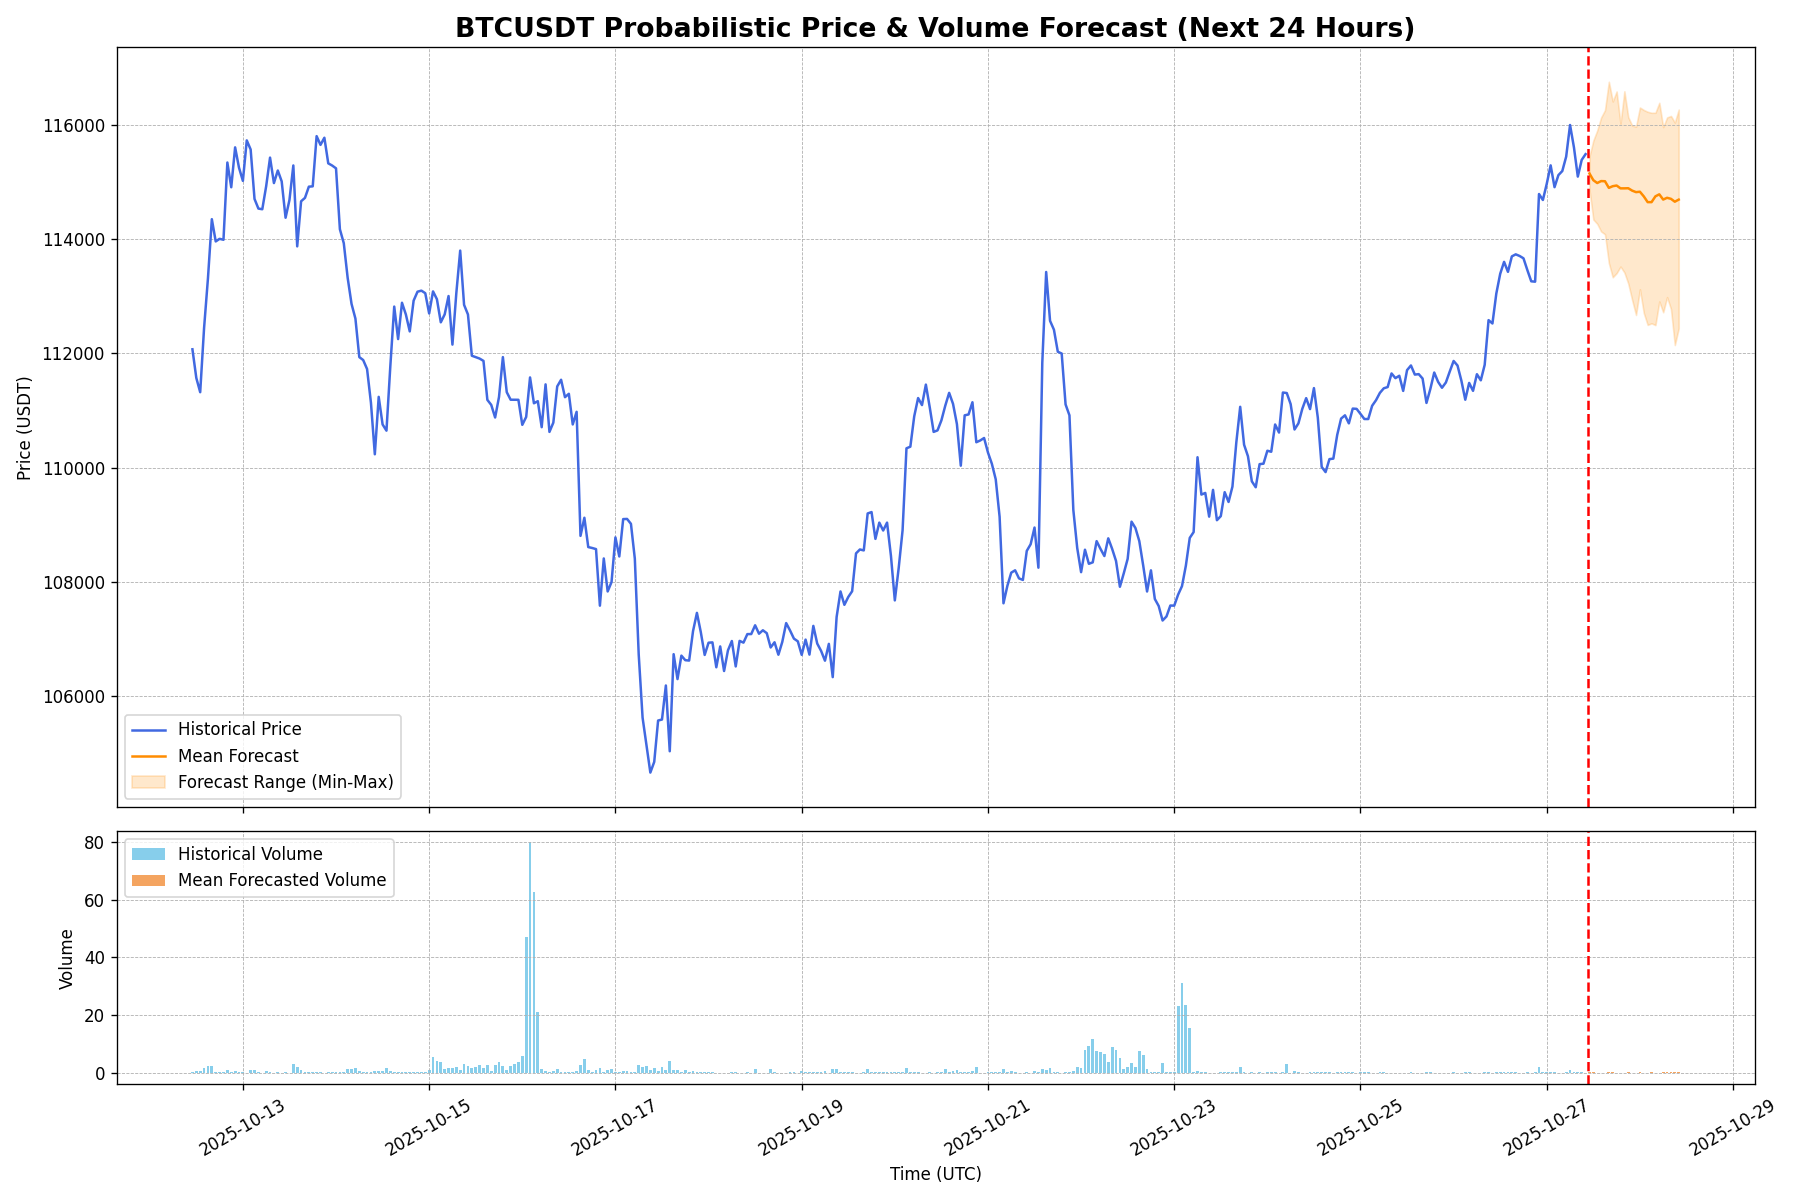 BTCUSDT Probabilistic Price & Volume Forecast (Next 24 Hours)
116000
114000
112000
110000
108000
106000
Price (USDT)
Historical Price
Mean Forecast
Forecast Range (Min-Max)
80
60
40
20
0
Volume
Historical Volume
Mean Forecasted Volume
2025-10-13
2025-10-15
2025-10-17
2025-10-19
2025-10-21
2025-10-23
2025-10-25
2025-10-27
2025-10-29
Time (UTC)